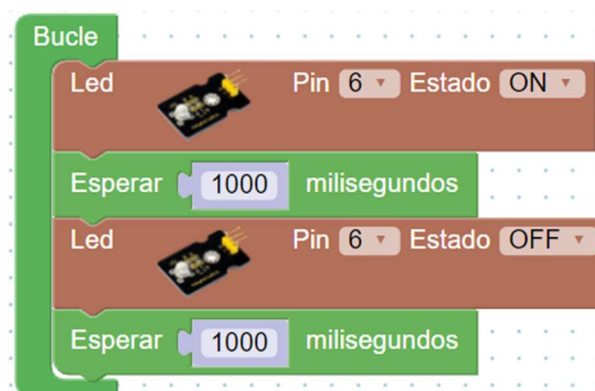 Bucle
Led Pin 6 Estado ON
Esperar 1000 milisegundos
Led Pin 6 Estado OFF
Esperar 1000 milisegundos